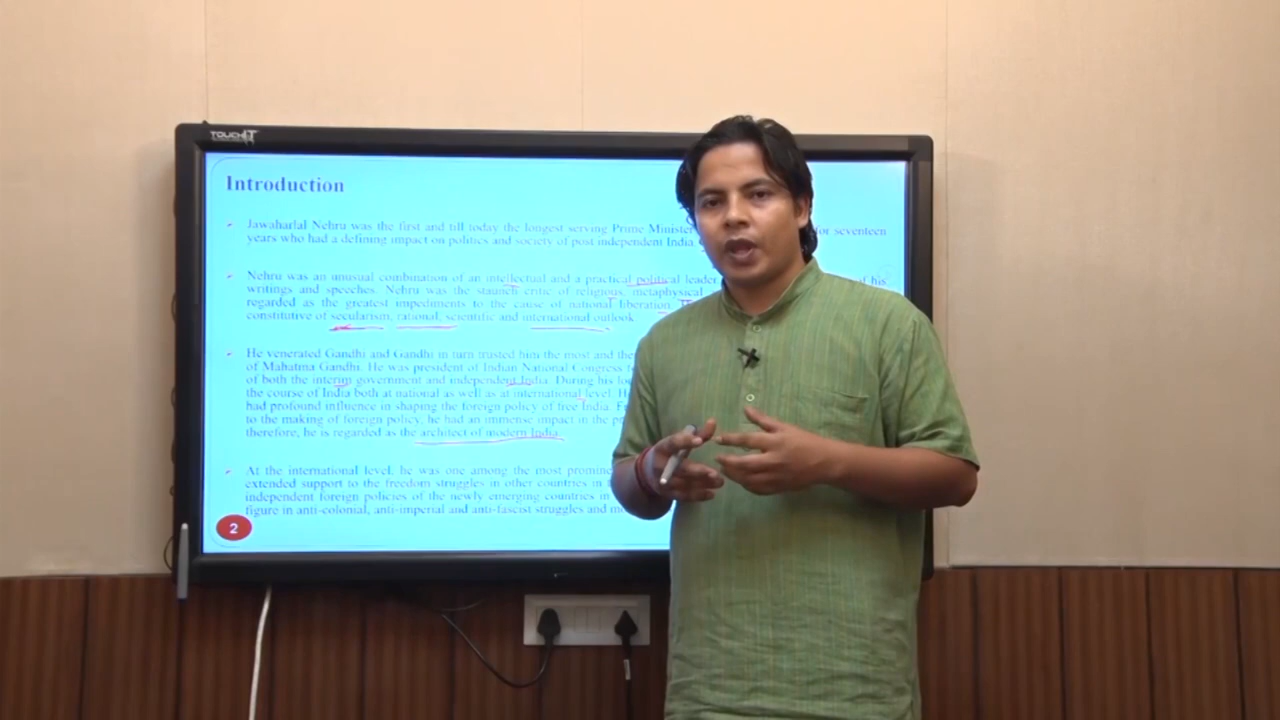 TOUCHIT
Introduction
Jawaharlal Nehru was the first and till today the longest serving Prime Minister for seventeen
years who had a defining impact on politics and society of post independent India
Nehru was an unusual combination of an intellectual and a practical political leader of his
writings and speeches. Nehru was the staunch critic of religious, metaphysical
regarded as the greatest impediments to the cause of national liberation.
constitutive of secularism, rational, scientific and international outlook
He venerated Gandhi and Gandhi in turn trusted him the most and
of Mahatma Gandhi. He was president of Indian National Congress
of both the interim government and independent India. During his
the course of India both at national as well as at international level.
had profound influence in shaping the foreign policy of free India.
to the making of foreign policy, he had an immense impact in the
therefore, he is regarded as the architect of modern India.
At the international level, he was one among the most
extended support to the freedom struggles in other countries in
independent foreign policies of the newly emerging countries in
figure in anti-colonial, anti-imperial and anti-fascist struggles and
2